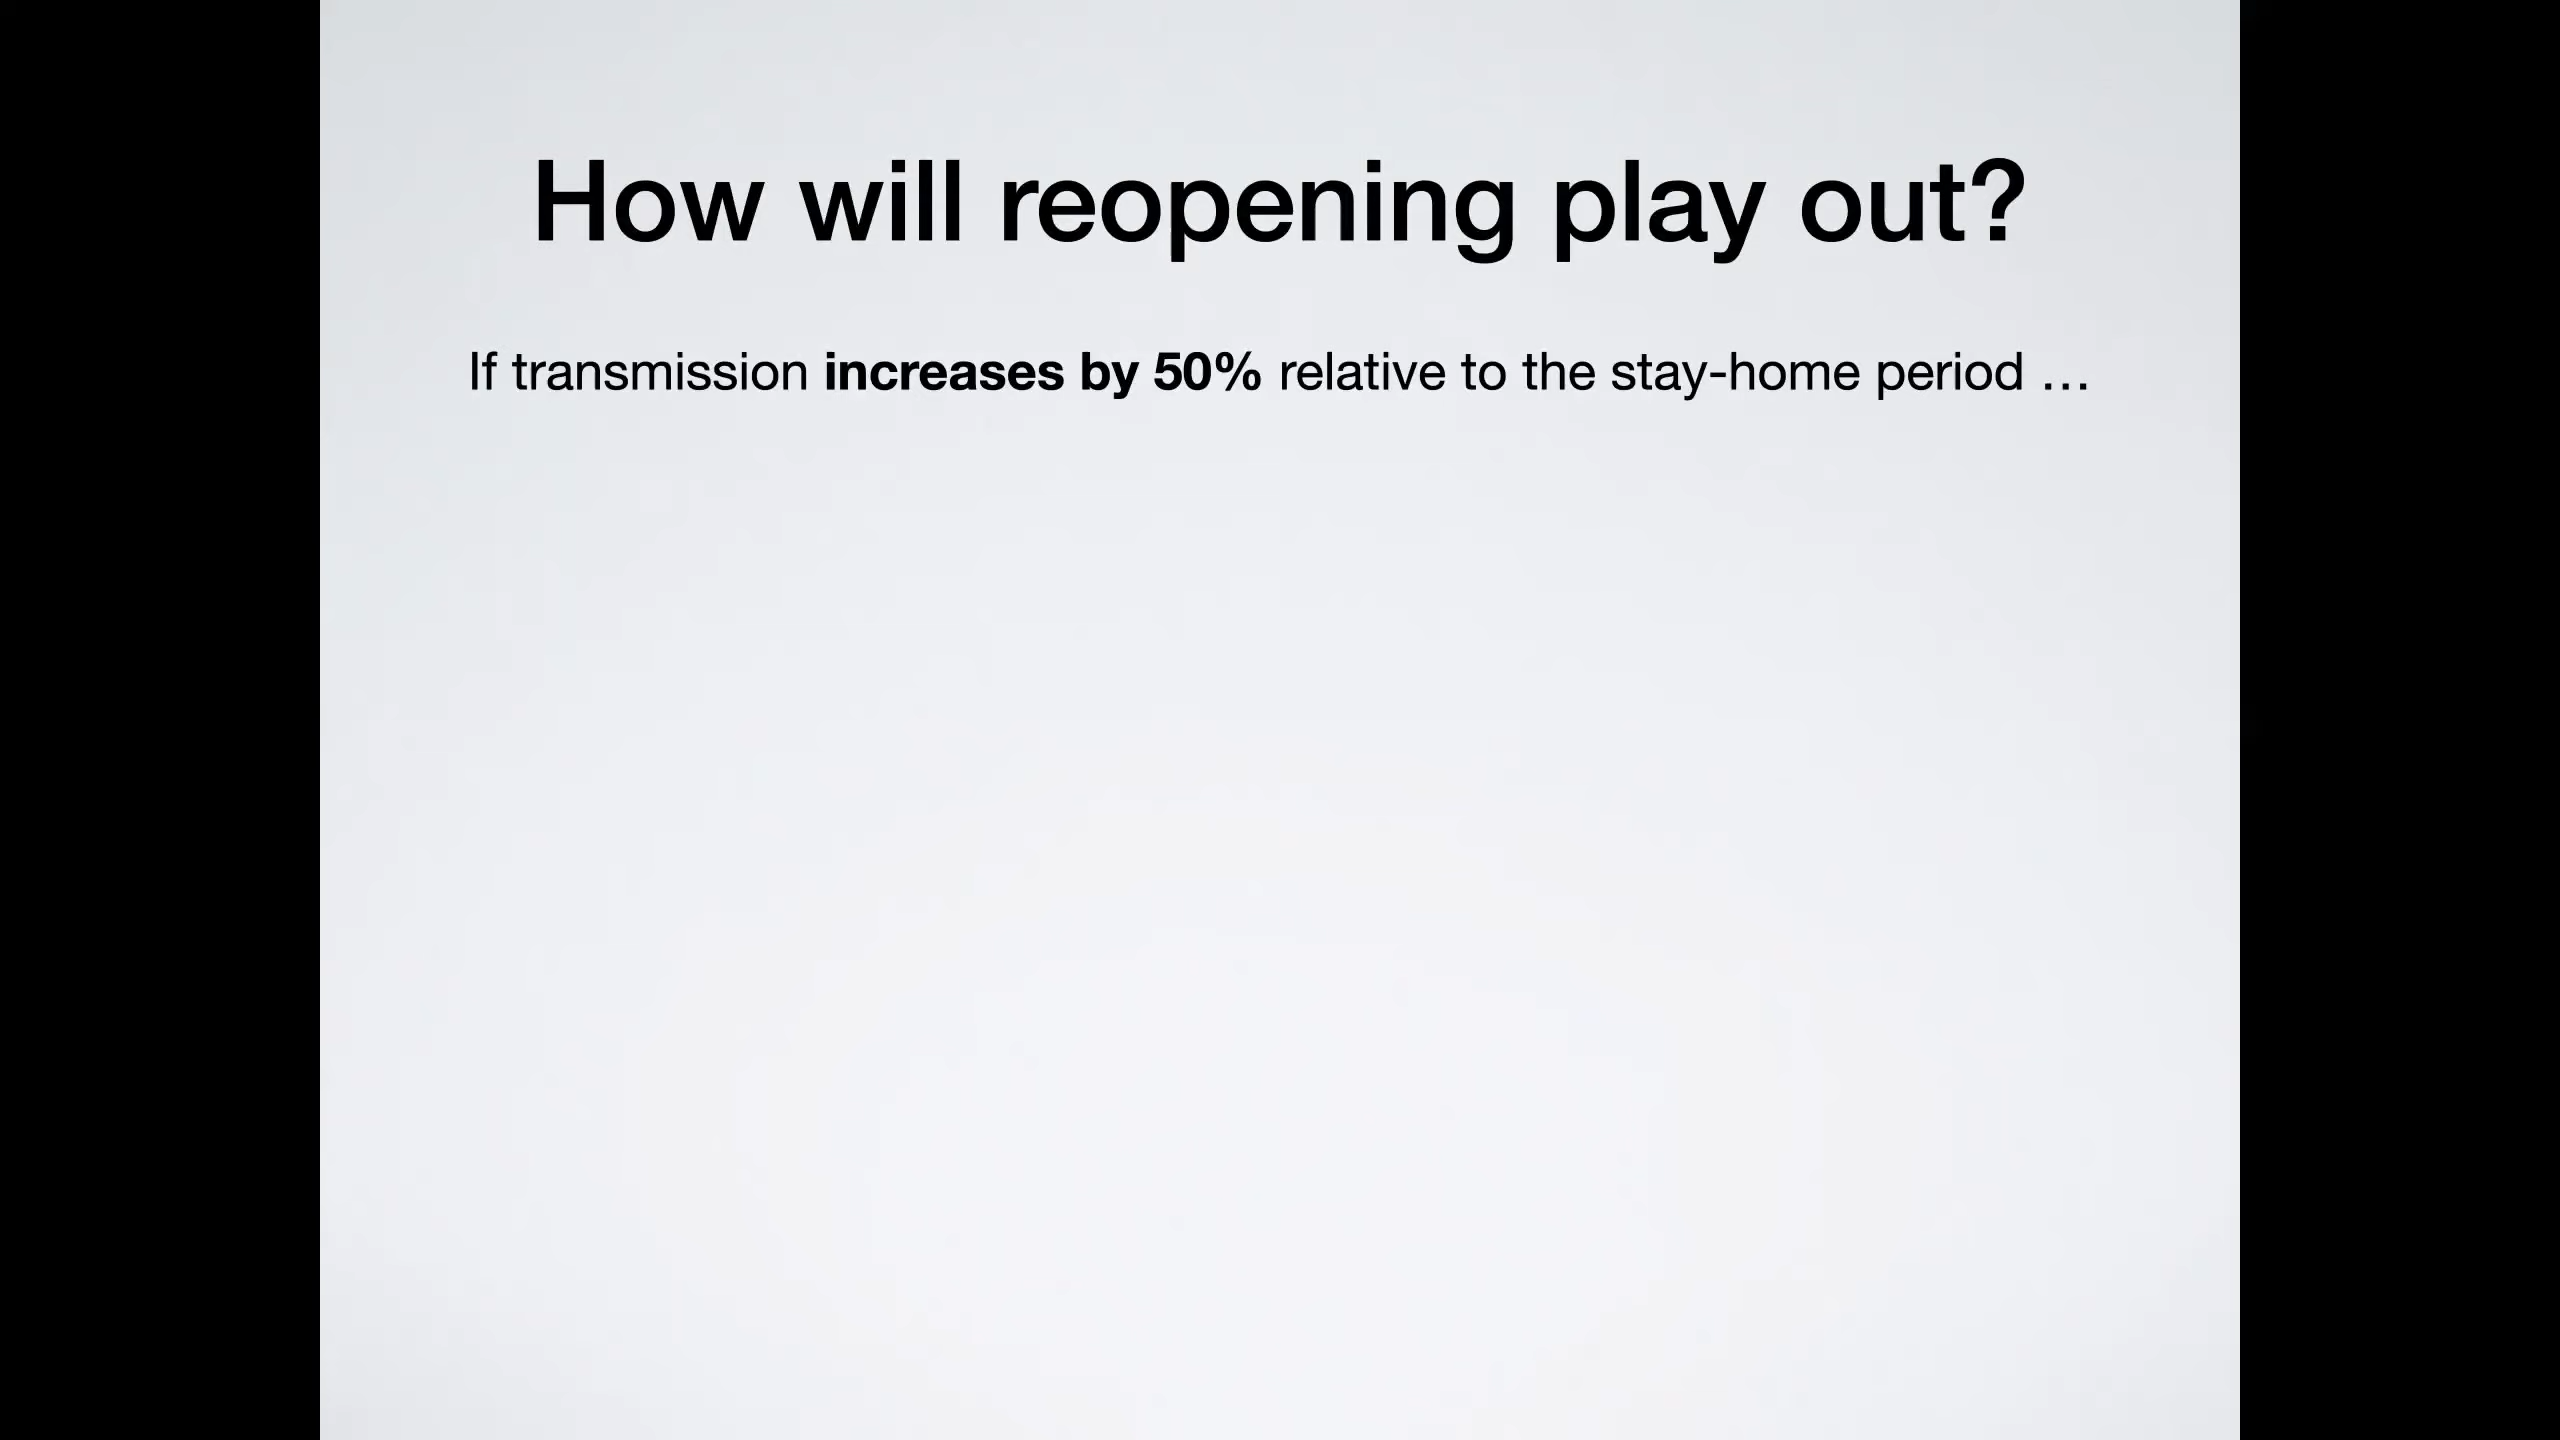 How will reopening play out?
If transmission increases by 50% relative to the stay-home period …